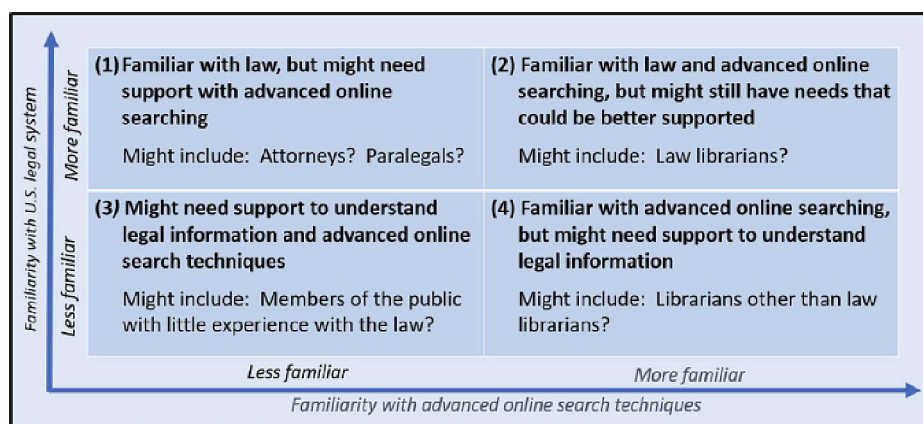 Familiarity with U.S. legal system
More familiar
Less familiar
(1) Familiar with law, but might need
support with advanced online
searching
Might include: Attorneys? Paralegals?
(2) Familiar with law and advanced online
searching, but might still have needs that
could be better supported
Might include: Law librarians?
(3) Might need support to understand
legal information and advanced online
search techniques
Might include: Members of the public
with little experience with the law?
(4) Familiar with advanced online searching,
but might need support to understand
legal information
Might include: Librarians other than law
librarians?
Less familiar
More familiar
Familiarity with advanced online search techniques